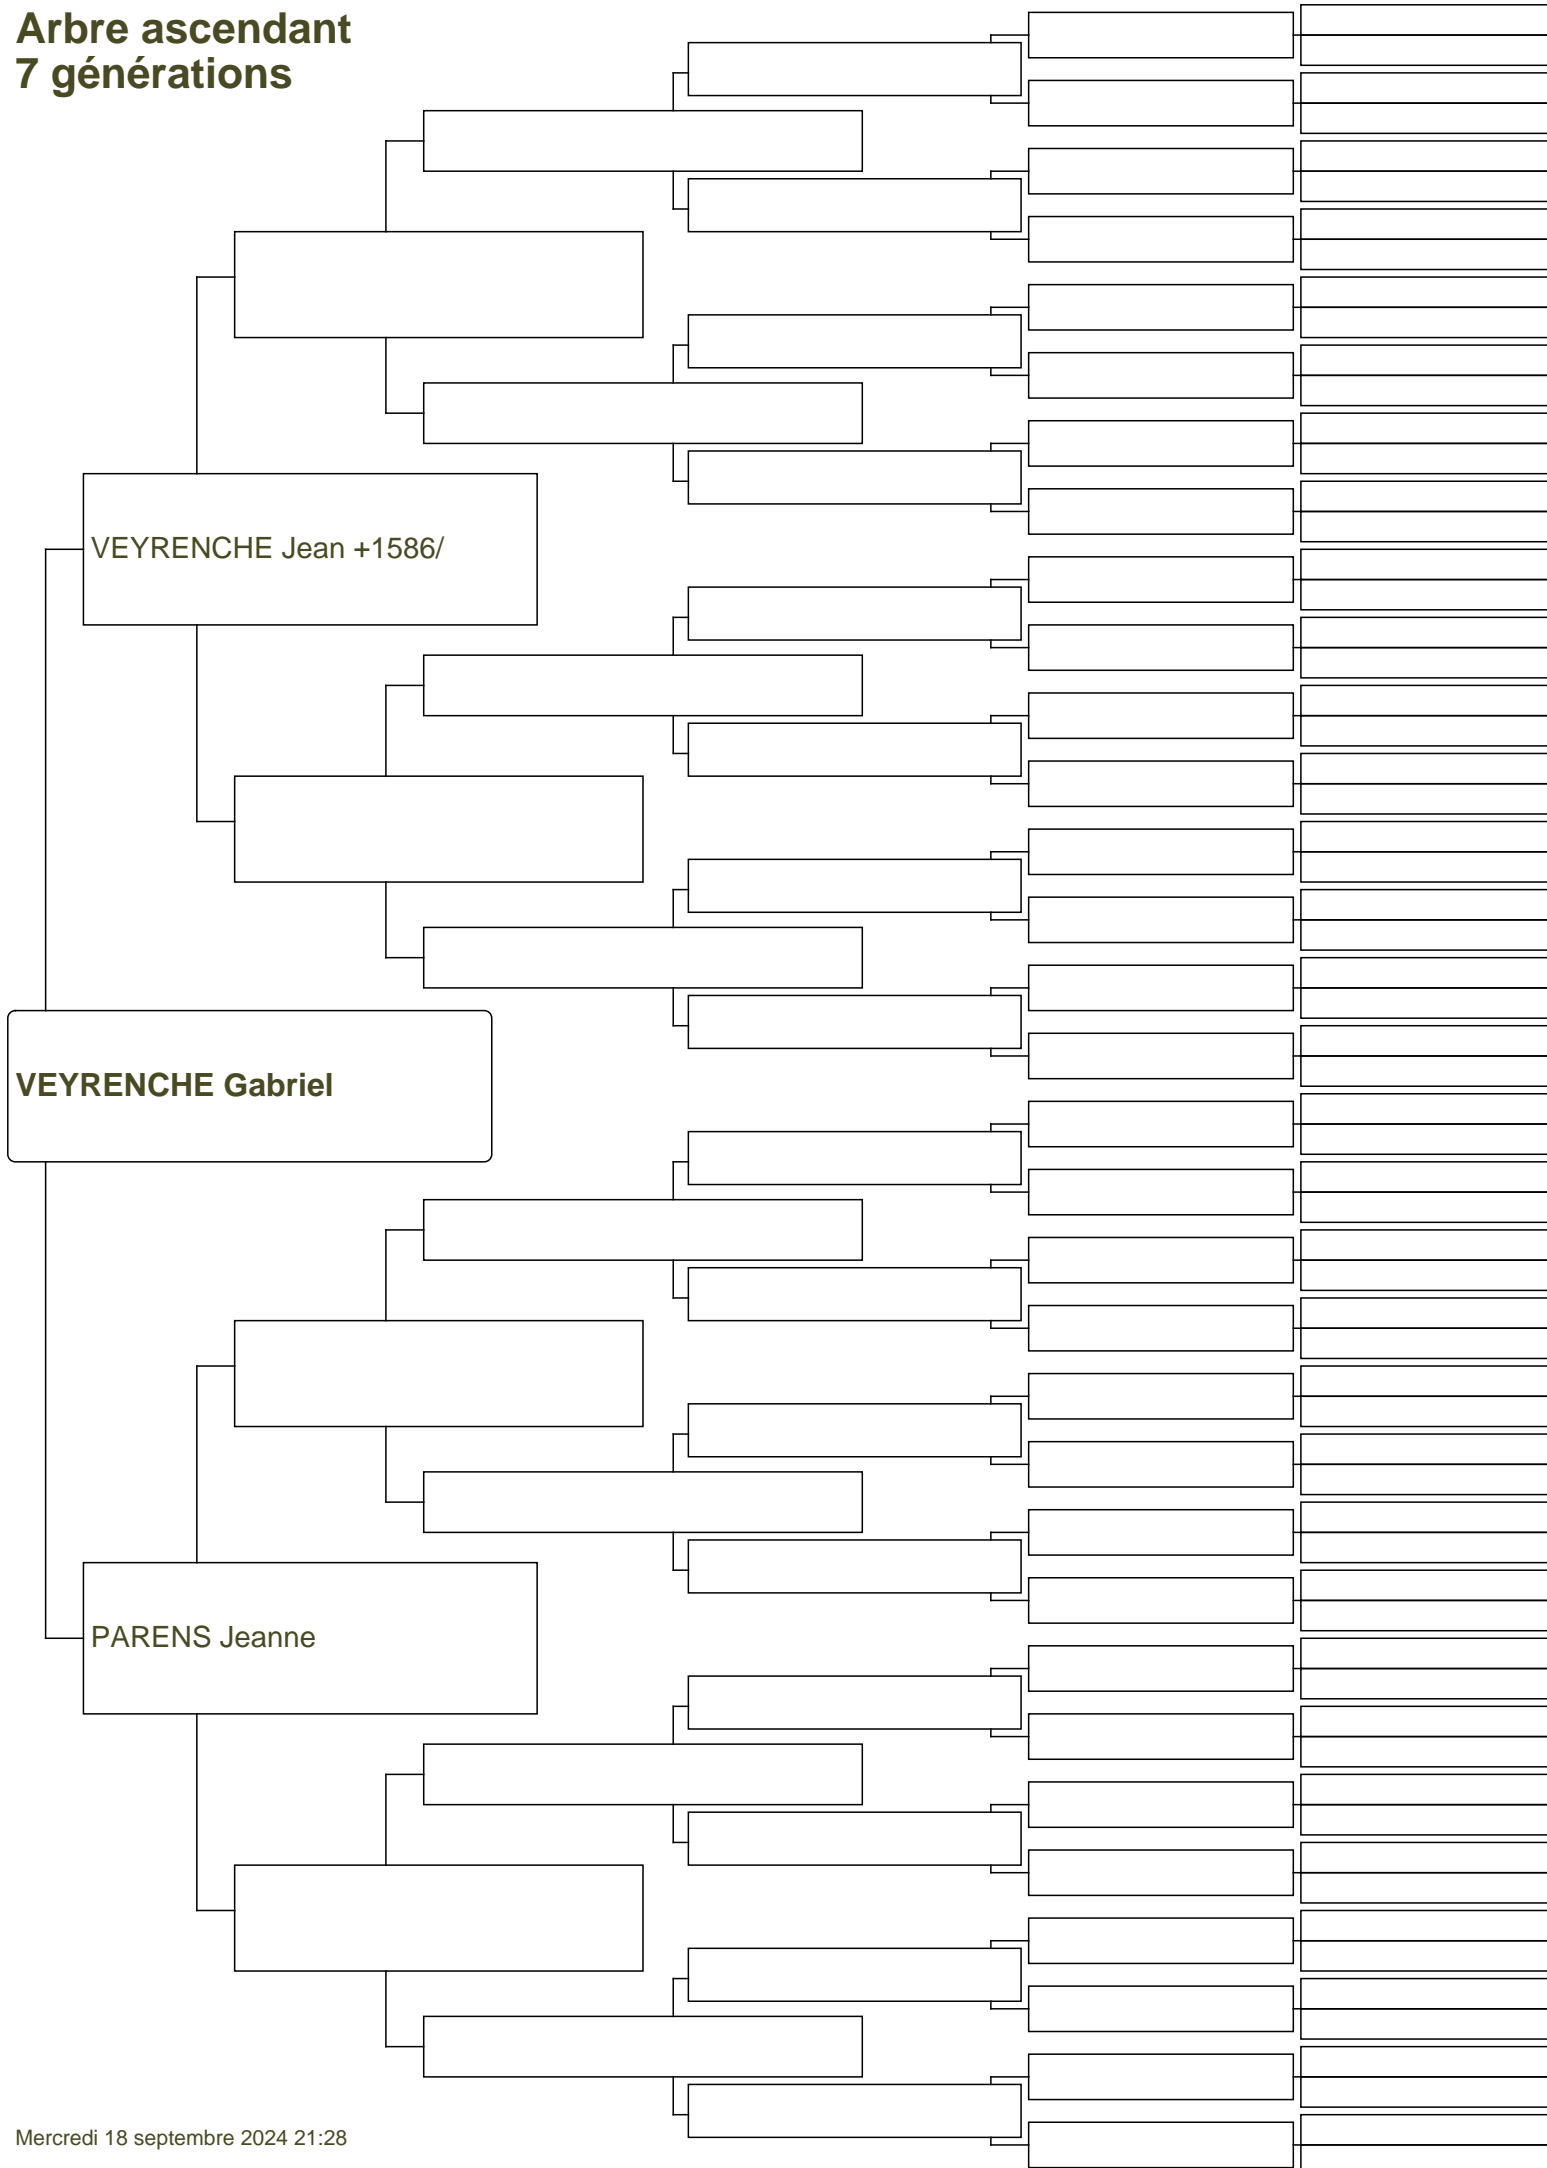 Arbre ascendant
7 générations
VEYRENCHE Jean +1586/
VEYRENCHE Gabriel
PARENS Jeanne
Mercredi 18 septembre 2024 21:28